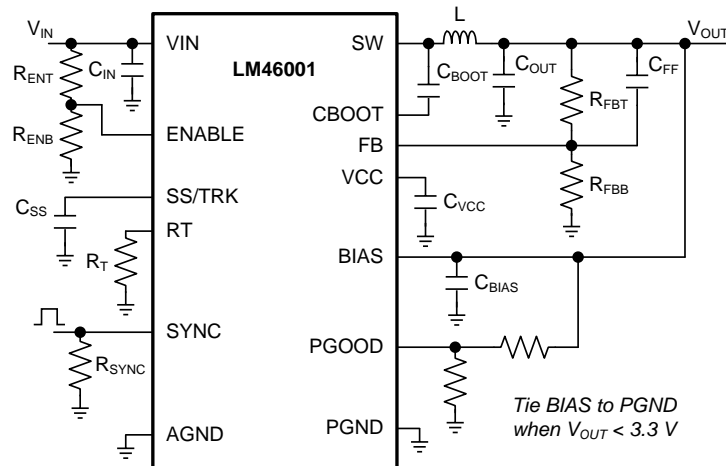 L
VIN
VOUT
VIN
SW
RENT
CIN
LM46001
CBOOT
COUT
CFF
CBOOT
RFBT
RENB
ENABLE
FB
VCC
RFBB
SS/TRK
CSS
CVCC
RT
BIAS
RT
CBIAS
SYNC
PGOOD
RSYNC
Tie BIAS to PGND
when VOUT < 3.3 V
AGND
PGND